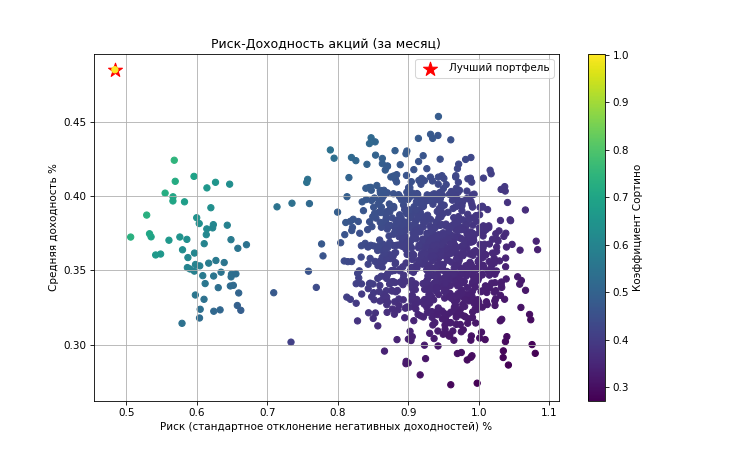 Риск-Доходность акций (за месяц)
Лучший портфель
Средняя доходность %
0.45
0.40
0.35
0.30
0.5 0.6 0.7 0.8 0.9 1.0 1.1
Риск (стандартное отклонение негативных доходностей) %
1.0
0.9
0.8
0.7
0.6
0.5
0.4
0.3
Коэффициент Сортино